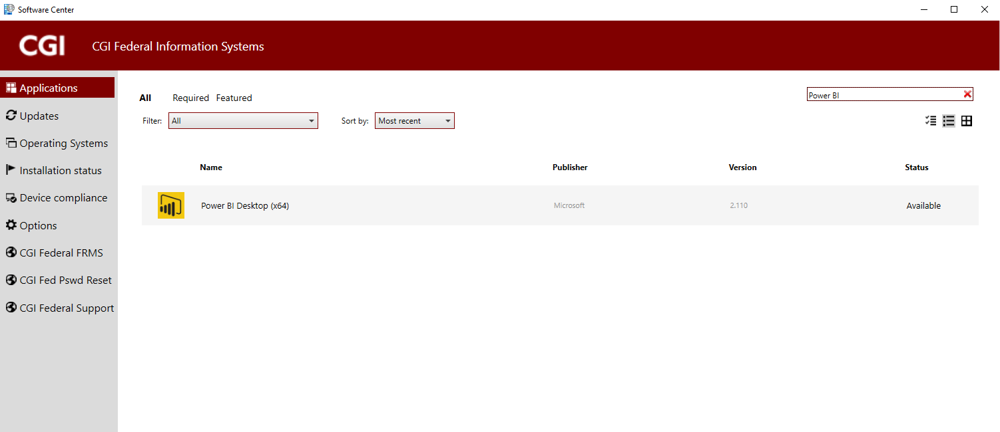 Software Center
CGI CGI Federal Information Systems
Applications
Updates
Operating Systems
Installation status
Device compliance
Options
CGI Federal FRMS
CGI Fed Pswd Reset
CGI Federal Support
All Required Featured
Power BI
Filter: All Sort by: Most recent
Name Publisher Version Status
Power BI Desktop (x64) Microsoft 2.110 Available